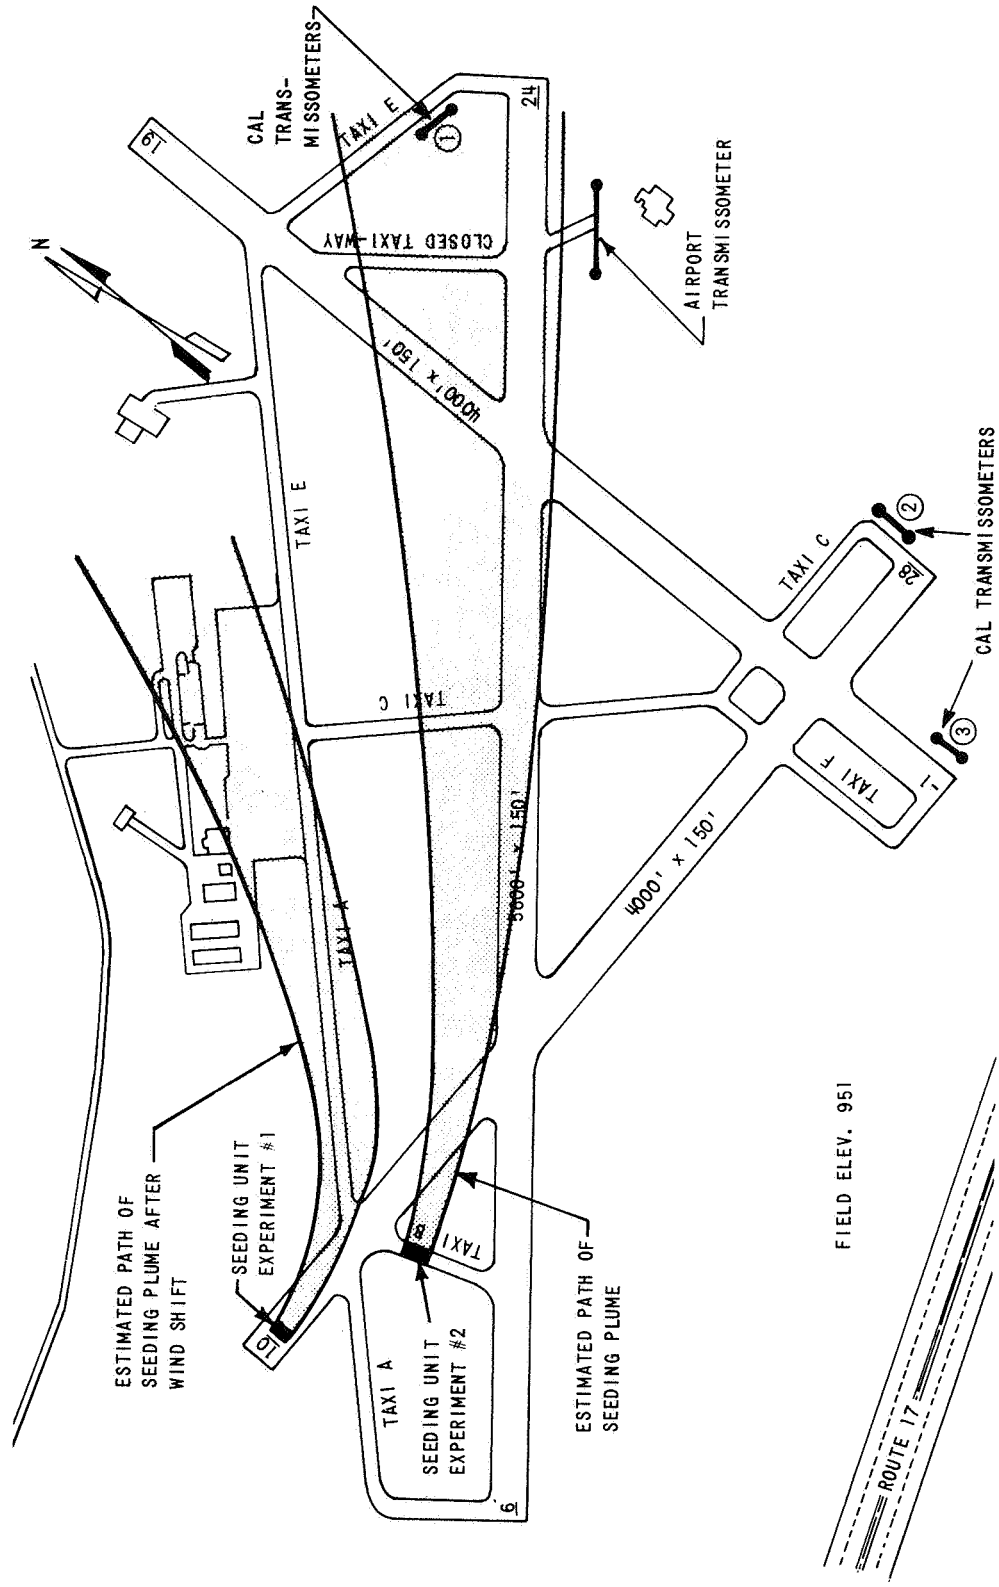 CAL
TRANS-
MISSOMETERS
TAXI E
1
24
19
N
CLOSED TAXI-WAY
AIRPORT
TRANSMISSOMETER
4000' x 150'
TAXI E
TAXI C
TAXI C
28
2
CAL TRANSMISSOMETERS
3
TAXI F
-1
4000' x 150'
5600' x 150'
TAXI A
ESTIMATED PATH OF
SEEDING PLUME AFTER
WIND SHIFT
SEEDING UNIT
EXPERIMENT #1
10
TAXI
B
TAXI A
SEEDING UNIT
EXPERIMENT #2
ESTIMATED PATH OF
SEEDING PLUME
6
FIELD ELEV. 951
ROUTE 17